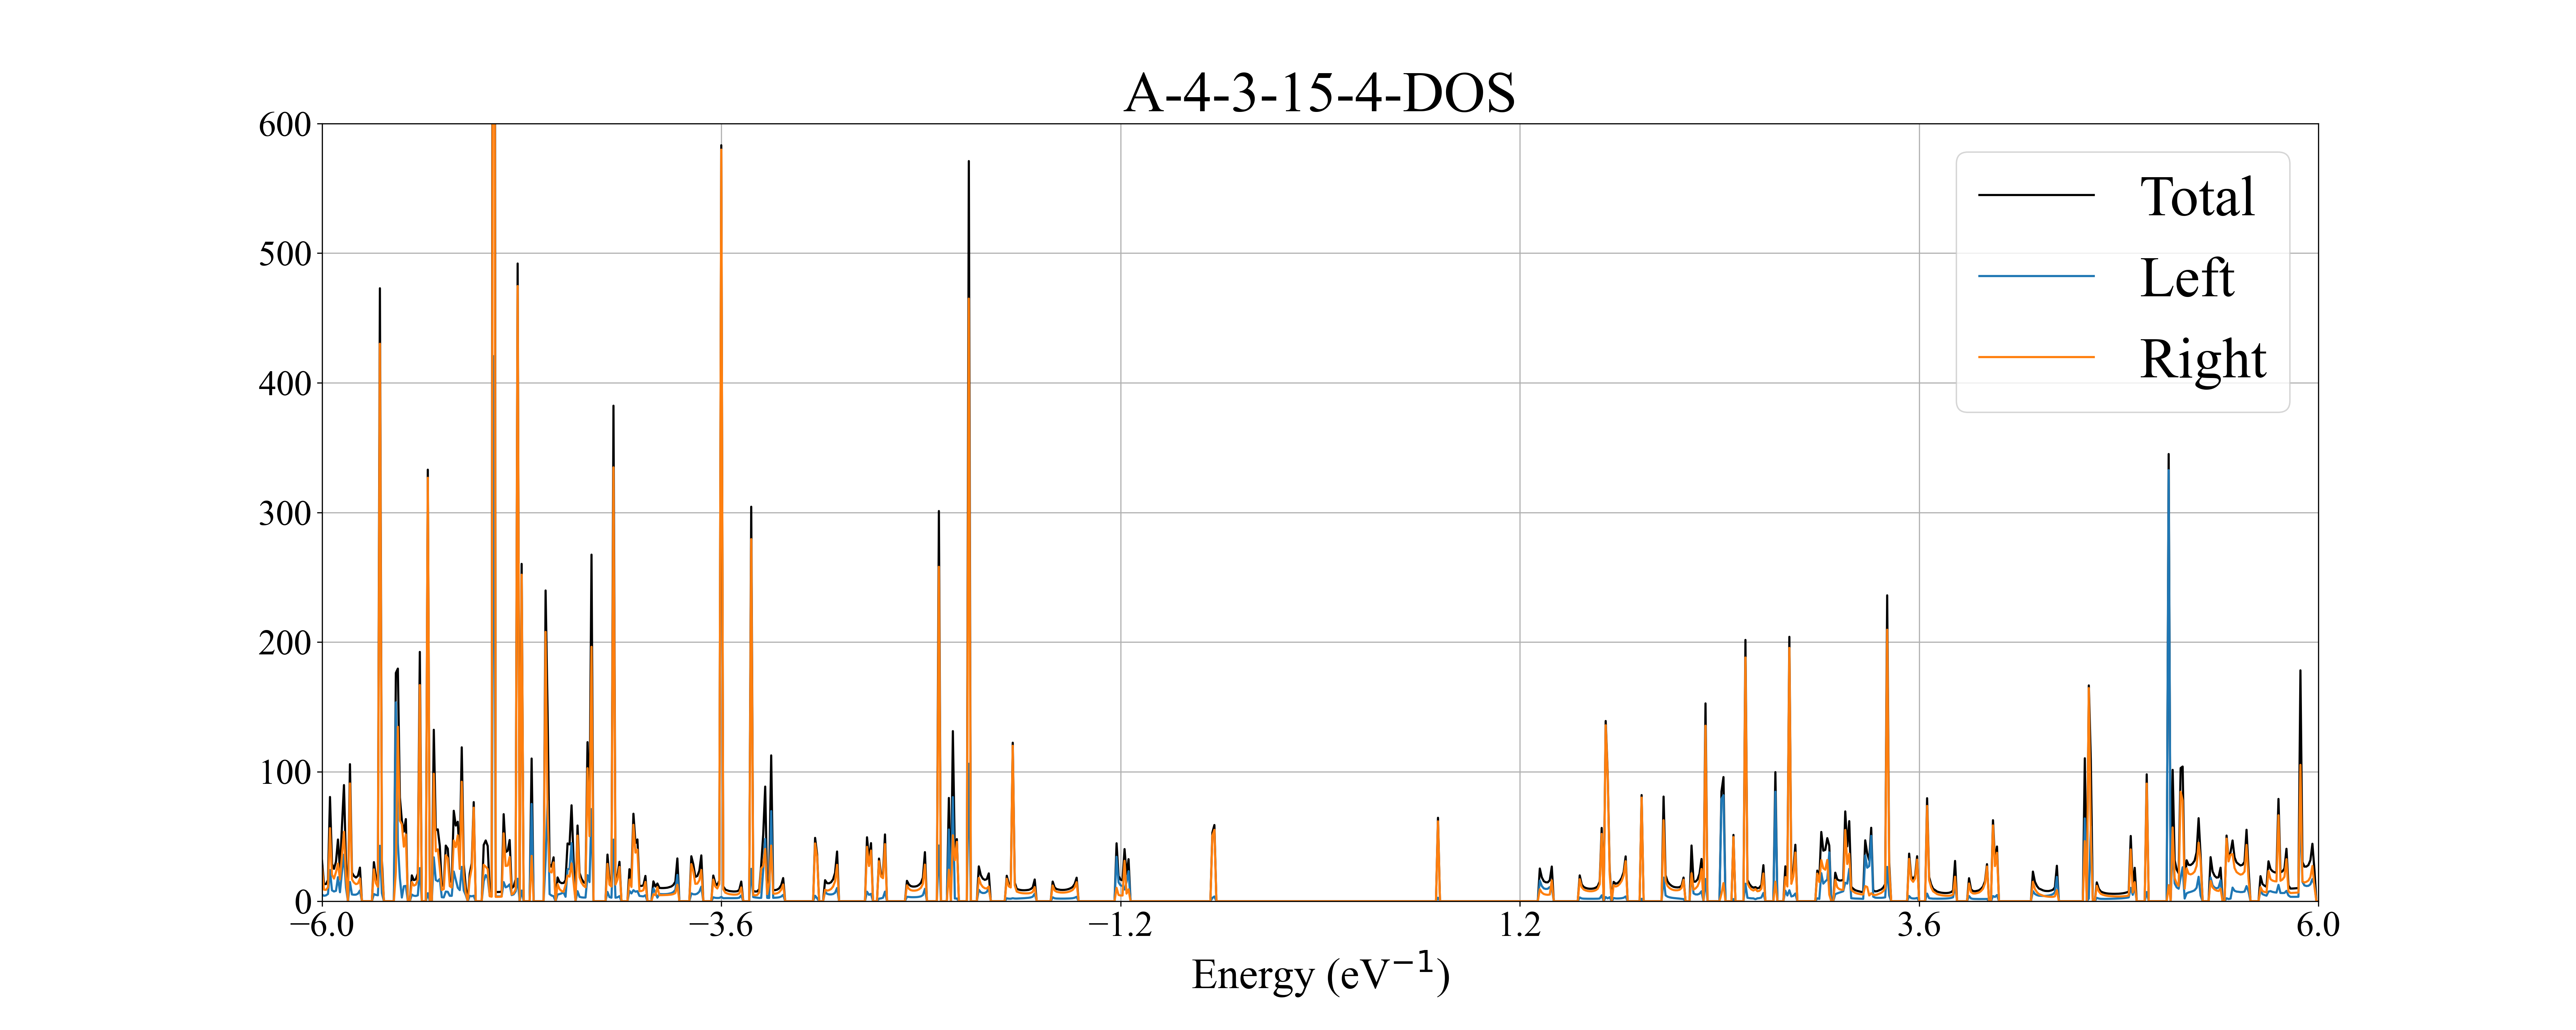 A-4-3-15-4-DOS
600
500
400
300
200
100
0
Total
Left
Right
−6.0 −3.6 −1.2 1.2 3.6 6.0
Energy (eV⁻¹)